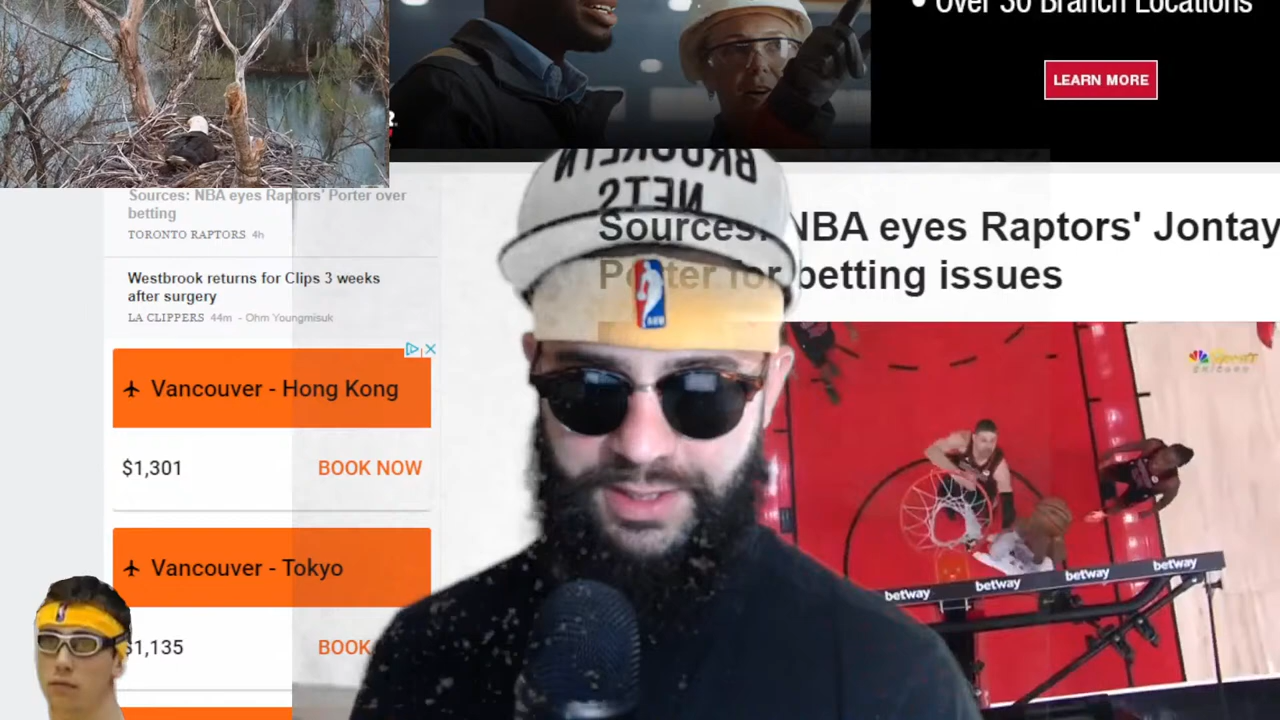 • Over 30 Branch Locations
LEARN MORE
BROOKLYN
NETS
Sources: NBA eyes Raptors' Porter over
betting
TORONTO RAPTORS 4h
Westbrook returns for Clips 3 weeks
after surgery
LA CLIPPERS 44m - Ohm Youngmisuk
Sources: NBA eyes Raptors' Jontay
Porter for betting issues
Vancouver - Hong Kong
$1,301
BOOK NOW
Vancouver - Tokyo
$1,135
BOOK
betway
betway
betway
betway